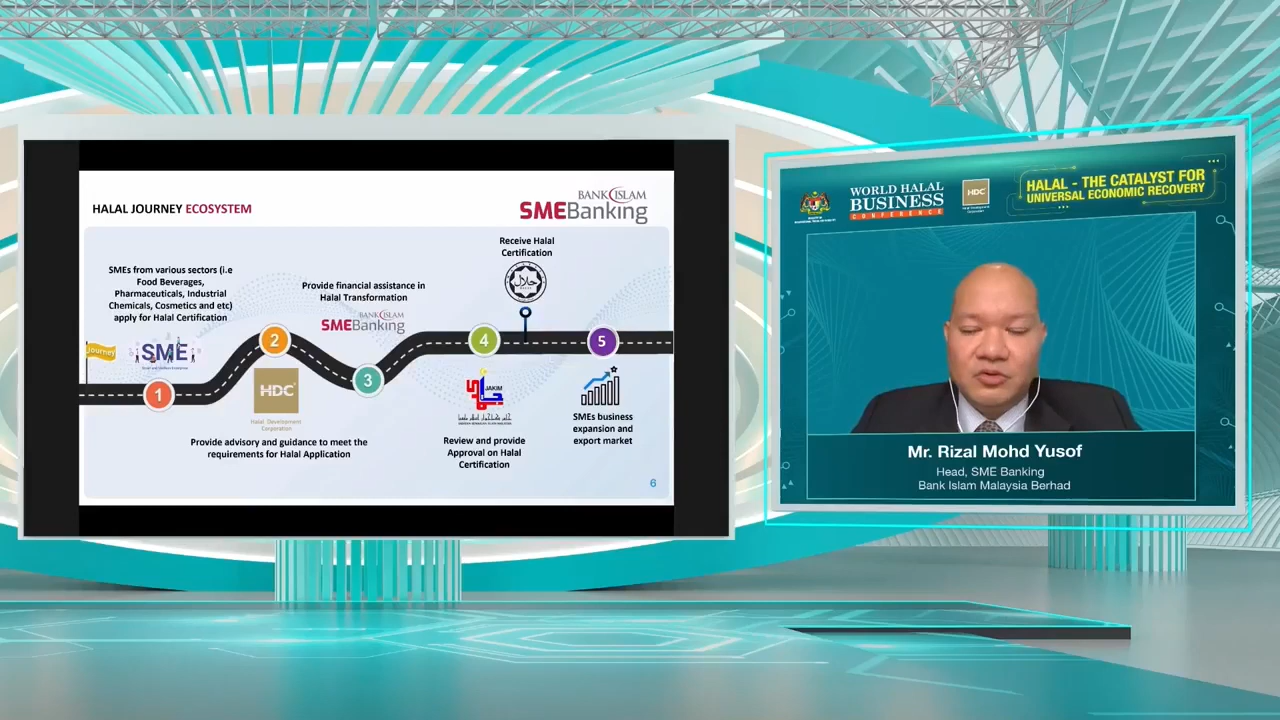 HALAL JOURNEY ECOSYSTEM
BANK ISLAM
SMEBanking
SMEs from various sectors (i.e
Food Beverages,
Pharmaceuticals, Industrial
Chemicals, Cosmetics and etc)
apply for Halal Certification
Journey
SME
1
2
HDC
Halal Development
Corporation
Provide advisory and guidance to meet the
requirements for Halal Application
Provide financial assistance in
Halal Transformation
BANK ISLAM
SMEBanking
3
4
JAKIM
Review and provide
Approval on Halal
Certification
Receive Halal
Certification
حلال
5
SMEs business
expansion and
export market
6
WORLD HALAL
BUSINESS
CONFERENCE
HDC
HALAL - THE CATALYST FOR
UNIVERSAL ECONOMIC RECOVERY
Mr. Rizal Mohd Yusof
Head, SME Banking
Bank Islam Malaysia Berhad